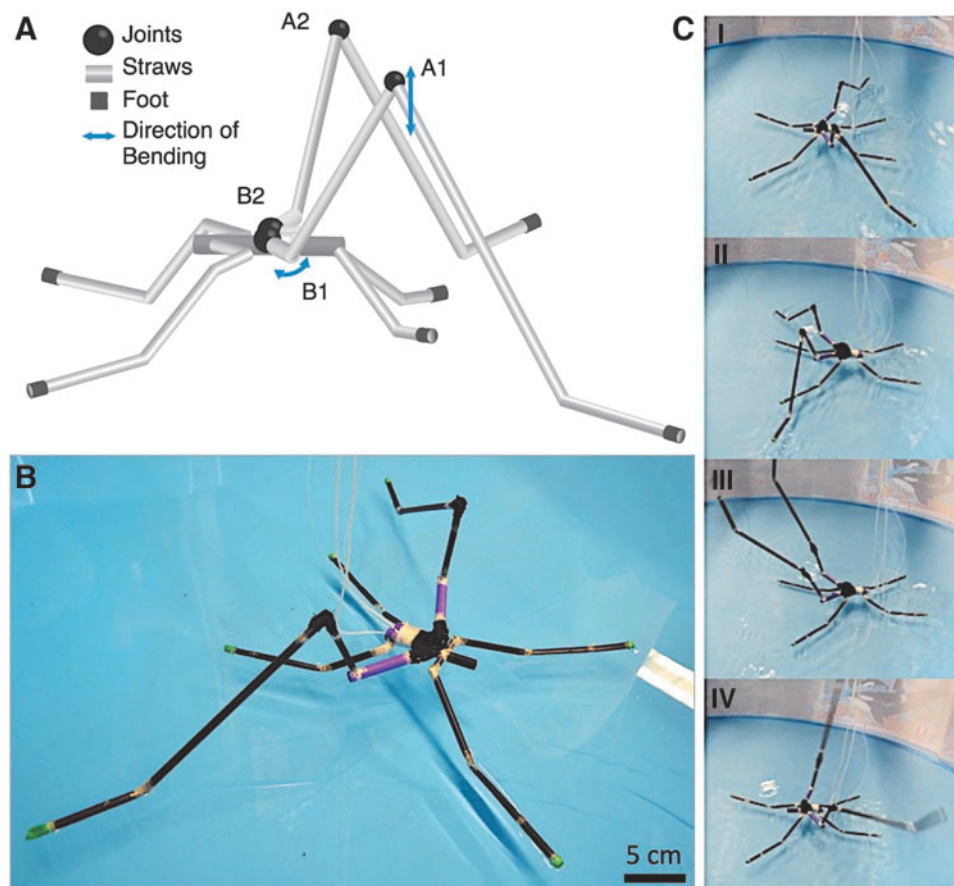 A
Joints
Straws
Foot
Direction of
Bending
A2
A1
B2
B1
B
5 cm
C
I
II
III
IV